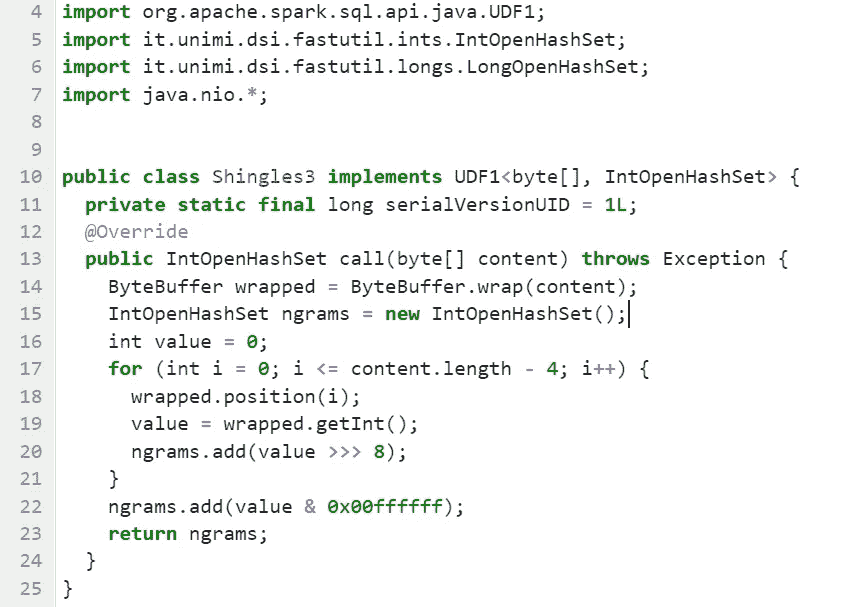 4 import org.apache.spark.sql.api.java.UDF1;
5 import it.unimi.dsi.fastutil.ints.IntOpenHashSet;
6 import it.unimi.dsi.fastutil.longs.LongOpenHashSet;
7 import java.nio.*;
8
9
10 public class Shingles3 implements UDF1<byte[], IntOpenHashSet> {
11   private static final long serialVersionUID = 1L;
12   @Override
13   public IntOpenHashSet call(byte[] content) throws Exception {
14     ByteBuffer wrapped = ByteBuffer.wrap(content);
15     IntOpenHashSet ngrams = new IntOpenHashSet();
16     int value = 0;
17     for (int i = 0; i <= content.length - 4; i++) {
18       wrapped.position(i);
19       value = wrapped.getInt();
20       ngrams.add(value >>> 8);
21     }
22     ngrams.add(value & 0x00ffffff);
23     return ngrams;
24   }
25 }